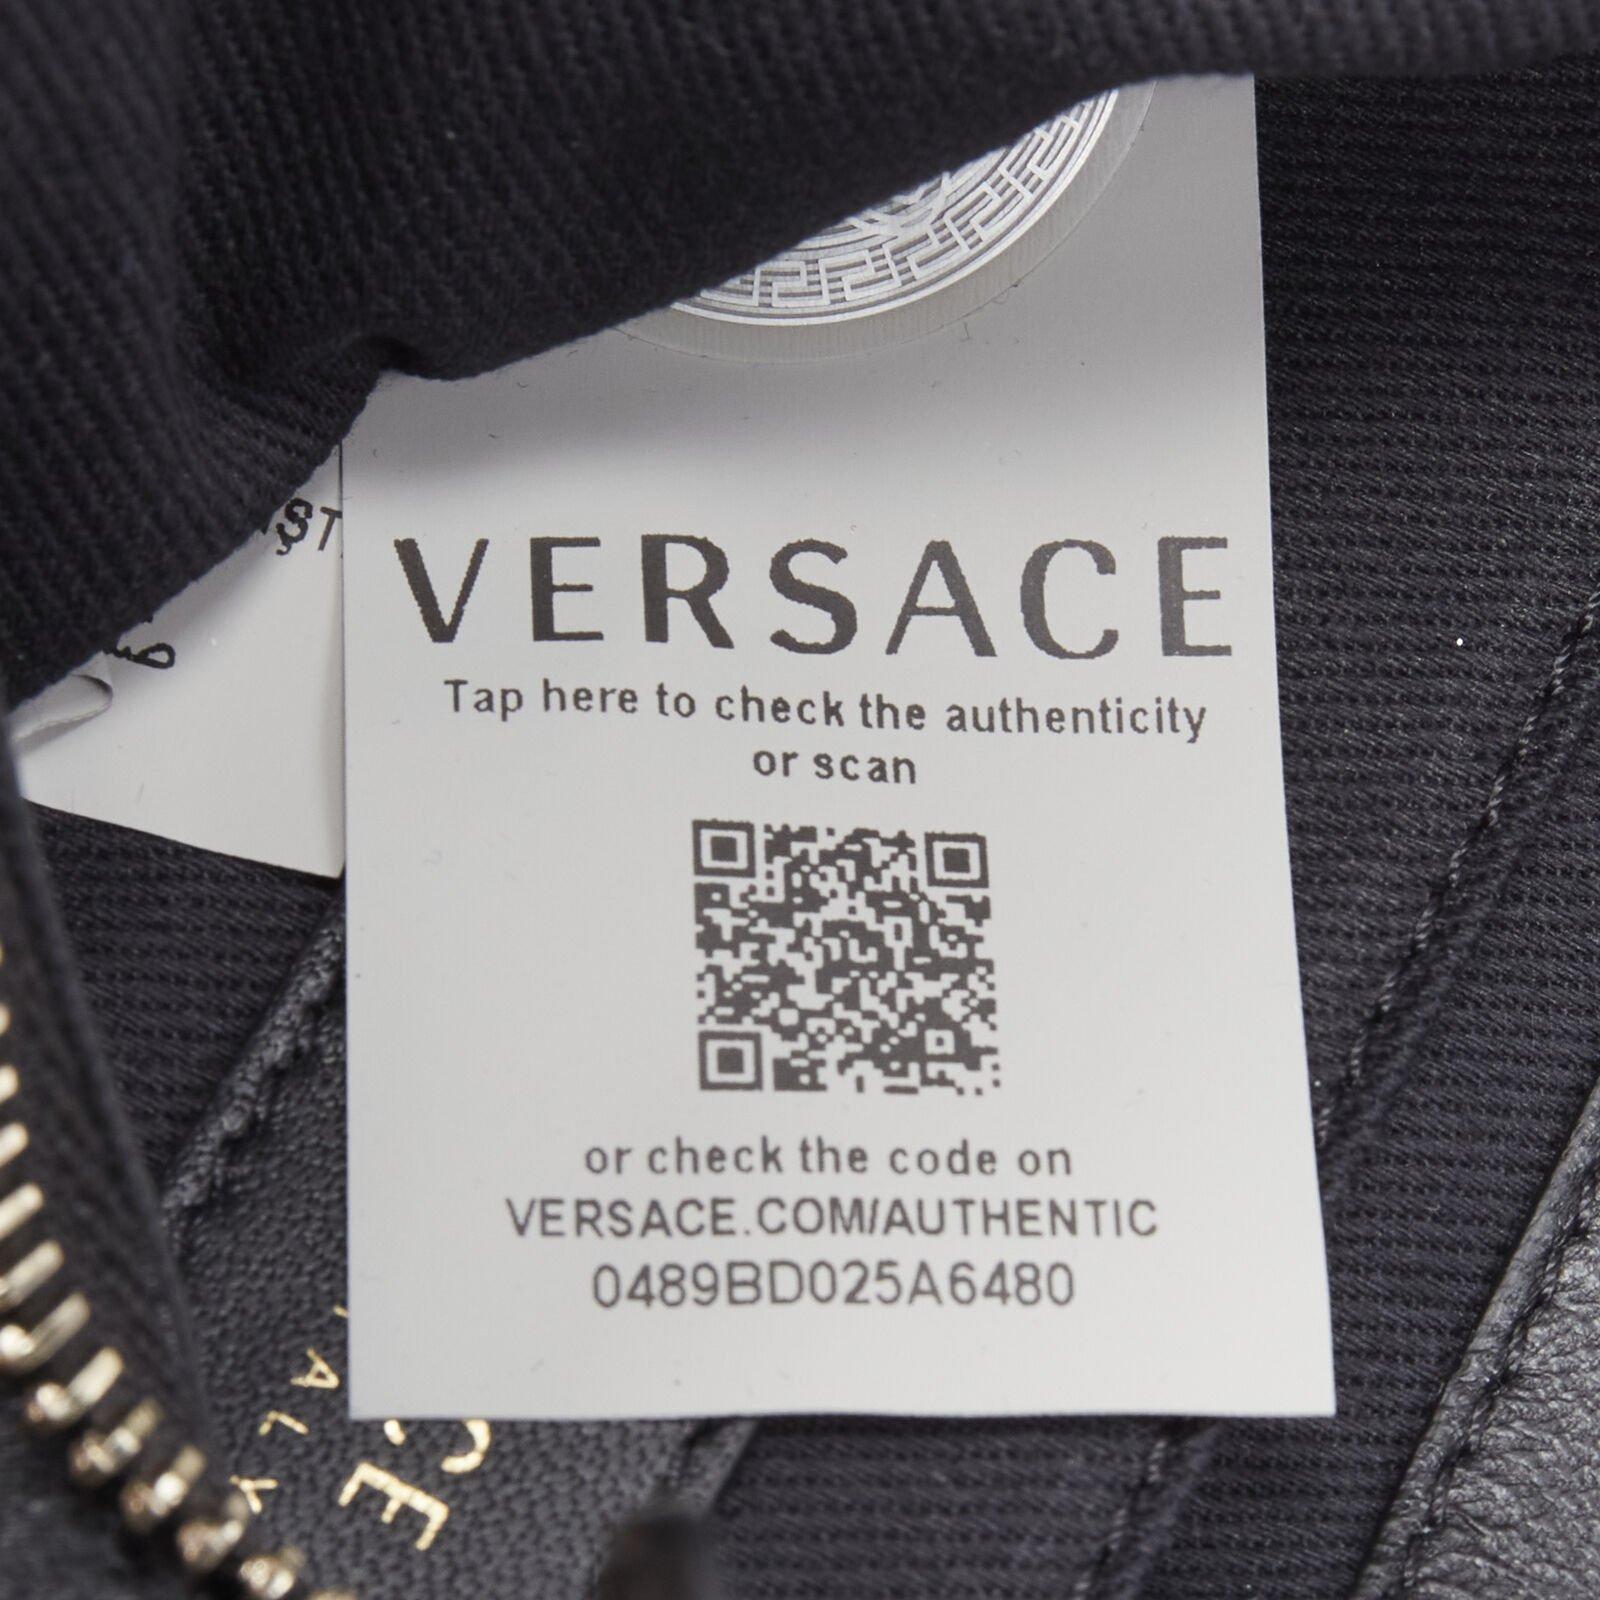 VERSACE
Tap here to check the authenticity
or scan
or check the code on
VERSACE.COM/AUTHENTIC
0489BD025A6480